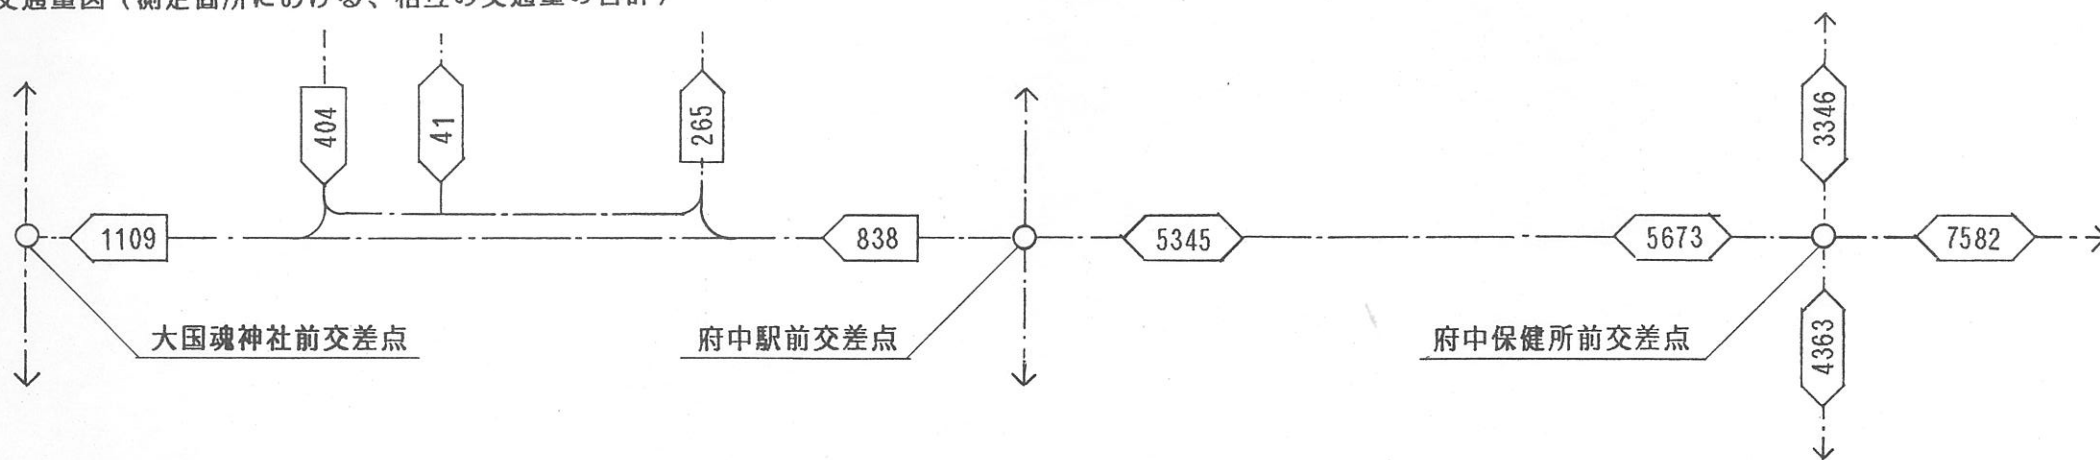 交通量図(測定箇所における、相互の交通量の合計)
404
41
265
3346
1109
838
5345
5673
7582
大国魂神社前交差点
府中駅前交差点
府中保健所前交差点
4363